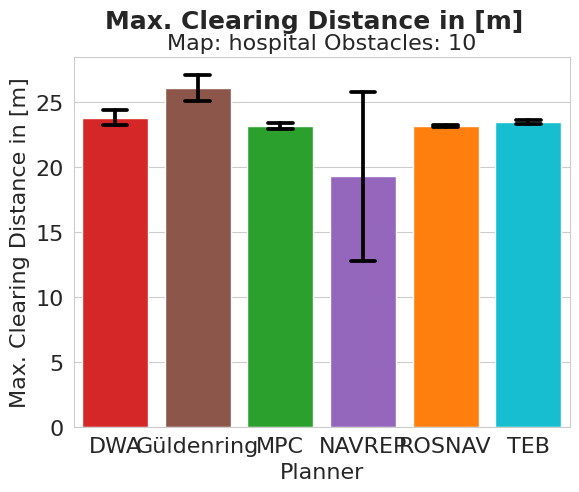 Max. Clearing Distance in [m]
Map: hospital Obstacles: 10
Max. Clearing Distance in [m]
25
20
15
10
5
0
DWA Güldenring MPC NAVREP ROSNAV TEB
Planner